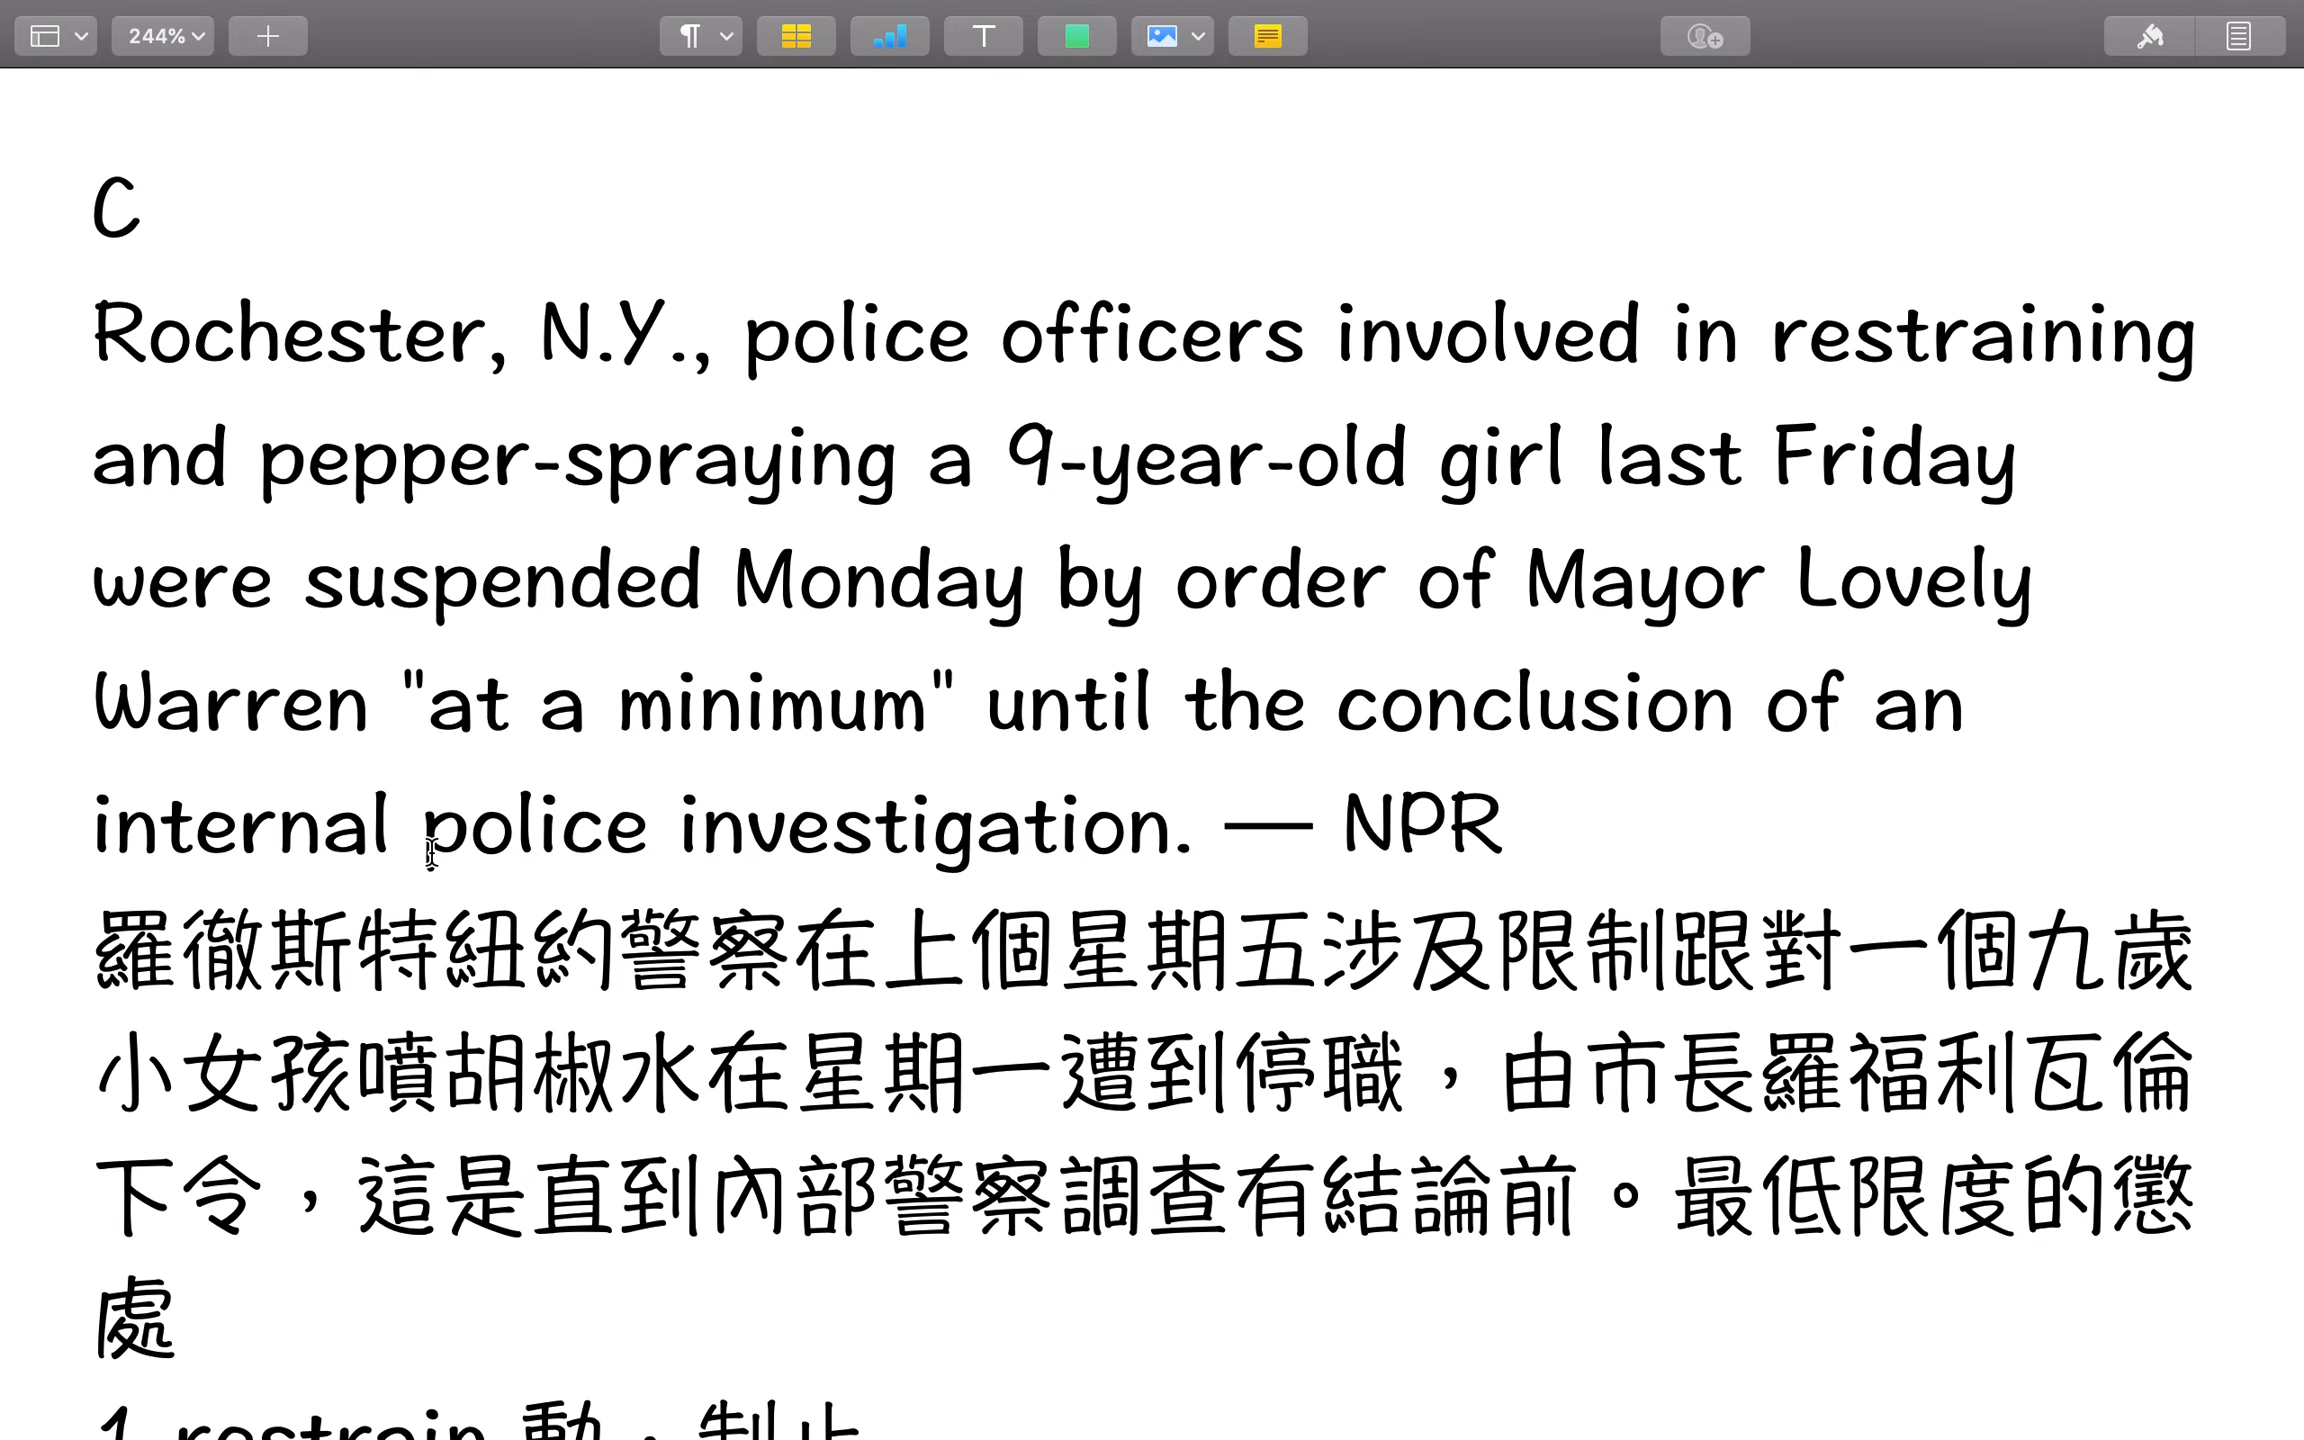 244%
C
Rochester, N.Y., police officers involved in restraining
and pepper-spraying a 9-year-old girl last Friday
were suspended Monday by order of Mayor Lovely
Warren "at a minimum" until the conclusion of an
internal police investigation. — NPR
羅徹斯特紐約警察在上個星期五涉及限制跟對一個九歲
小女孩噴胡椒水在星期一遭到停職，由市長羅福利瓦倫
下令，這是直到內部警察調查有結論前。最低限度的懲
處
1 restrain 動，制止